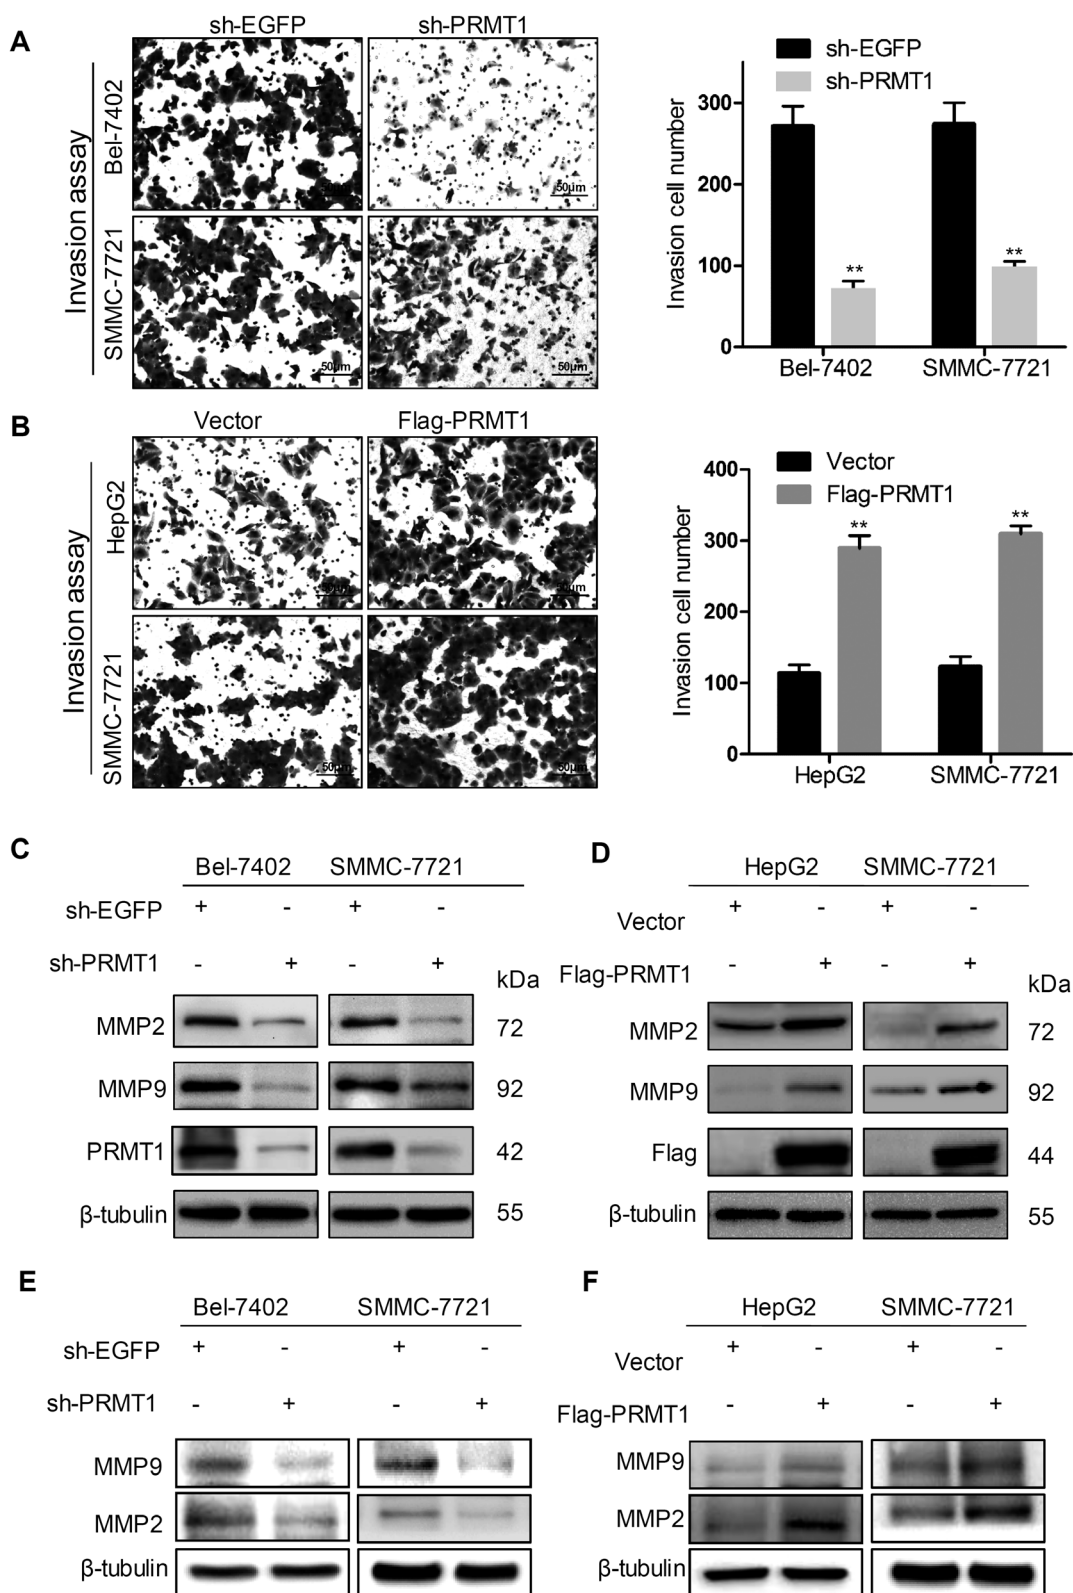 A
sh-EGFP
sh-PRMT1
Invasion assay
Bel-7402
SMMC-7721
50μm
50μm
50μm
50μm
sh-EGFP
sh-PRMT1
Invasion cell number
300
200
100
0
**
**
Bel-7402
SMMC-7721
B
Vector
Flag-PRMT1
Invasion assay
HepG2
SMMC-7721
50μm
50μm
50μm
50μm
Vector
Flag-PRMT1
Invasion cell number
400
300
200
100
0
**
**
HepG2
SMMC-7721
C
Bel-7402 SMMC-7721
sh-EGFP + - + -
sh-PRMT1 - + - +
kDa
MMP2 72
MMP9 92
PRMT1 42
β-tubulin 55
D
HepG2 SMMC-7721
Vector + - + -
Flag-PRMT1 - + - +
kDa
MMP2 72
MMP9 92
Flag 44
β-tubulin 55
E
Bel-7402 SMMC-7721
sh-EGFP + - + -
sh-PRMT1 - + - +
MMP9
MMP2
β-tubulin
F
HepG2 SMMC-7721
Vector + - + -
Flag-PRMT1 - + - +
MMP9
MMP2
β-tubulin